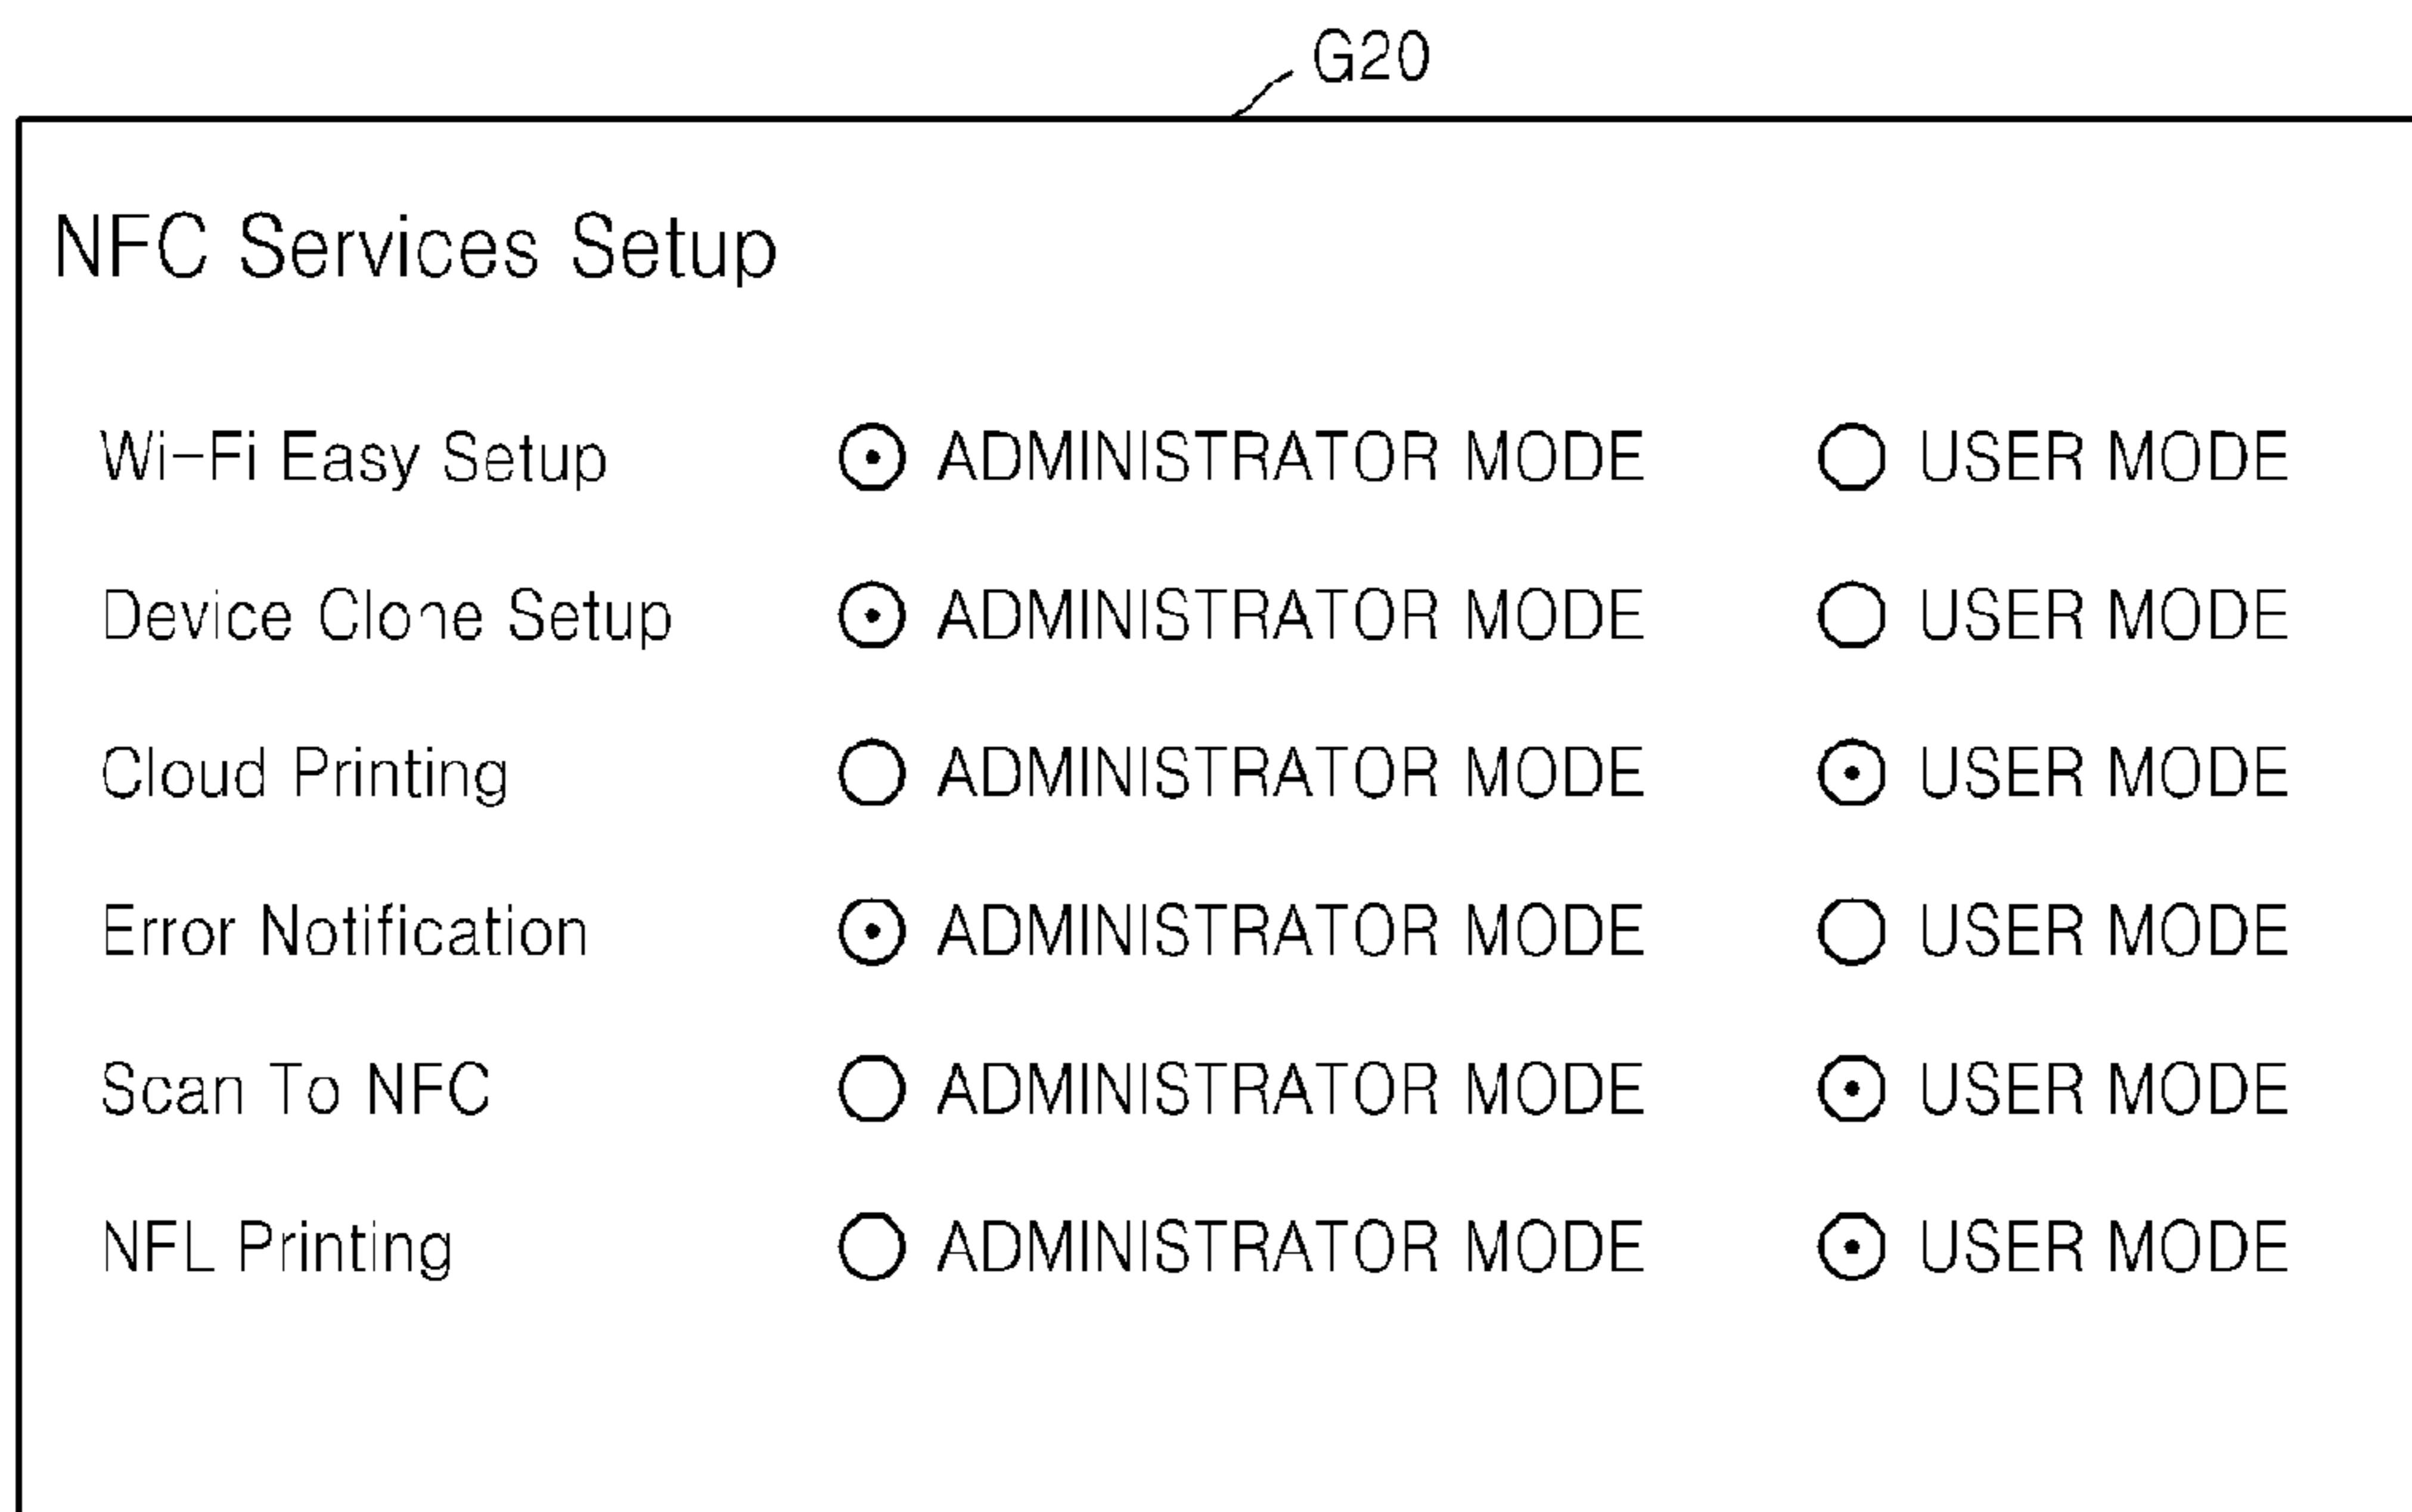 G20
NFC Services Setup
Wi-Fi Easy Setup ADMINISTRATOR MODE USER MODE
Device Clone Setup ADMINISTRATOR MODE USER MODE
Cloud Printing ADMINISTRATOR MODE USER MODE
Error Notification ADMINISTRATOR MODE USER MODE
Scan To NFC ADMINISTRATOR MODE USER MODE
NFL Printing ADMINISTRATOR MODE USER MODE